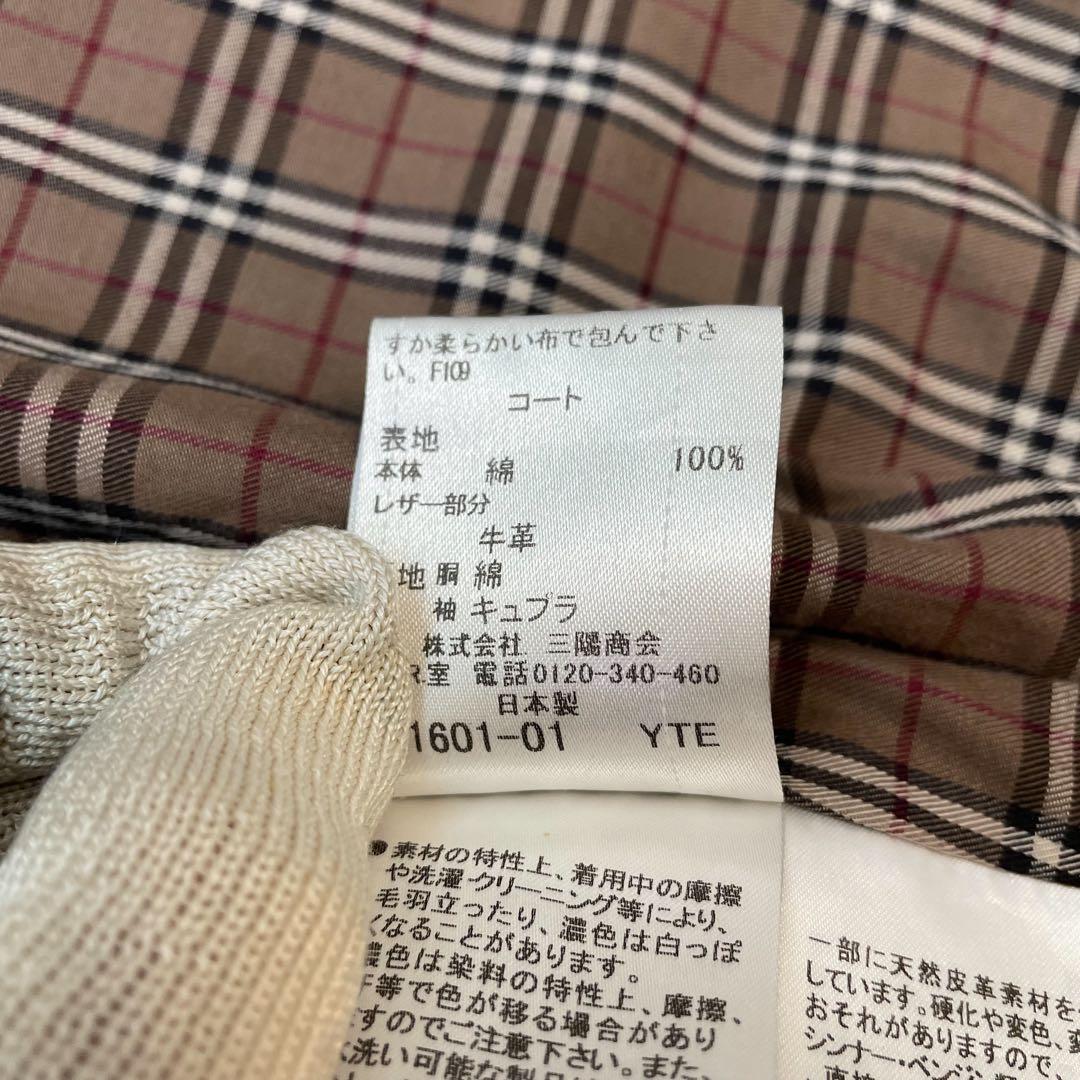 すか柔らかい布で包んで下さ
い。F109
コート
表地
本体 綿 100%
レザー部分
牛革
地 胴 綿
袖 キュプラ
株式会社 三陽商会
室 電話0120-340-460
日本製
1601-01 YTE
●素材の特性上、着用中の摩擦
や洗濯・クリーニング等により、
毛羽立ったり、濃色は白っぽ
くなることがあります。
濃色は染料の特性上、摩擦、
等で色が移る場合があり
ますのでご注意下さい。また、
水洗い可能な製品
一部に天然皮革素材を
しています。硬化や変色、変
おそれがありますので、
シンナー・ベンジン